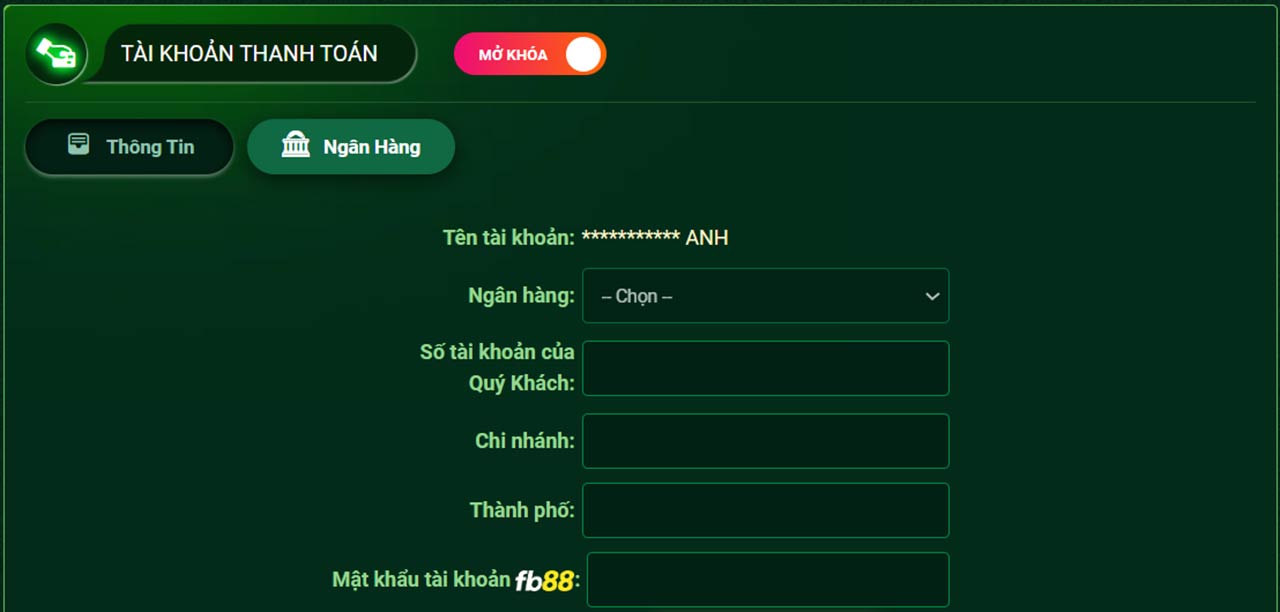 TÀI KHOẢN THANH TOÁN
MỞ KHÓA
Thông Tin
Ngân Hàng
Tên tài khoản: *********** ANH
Ngân hàng: -- Chọn --
Số tài khoản của
Quý Khách:
Chi nhánh:
Thành phố:
Mật khẩu tài khoản fb88: